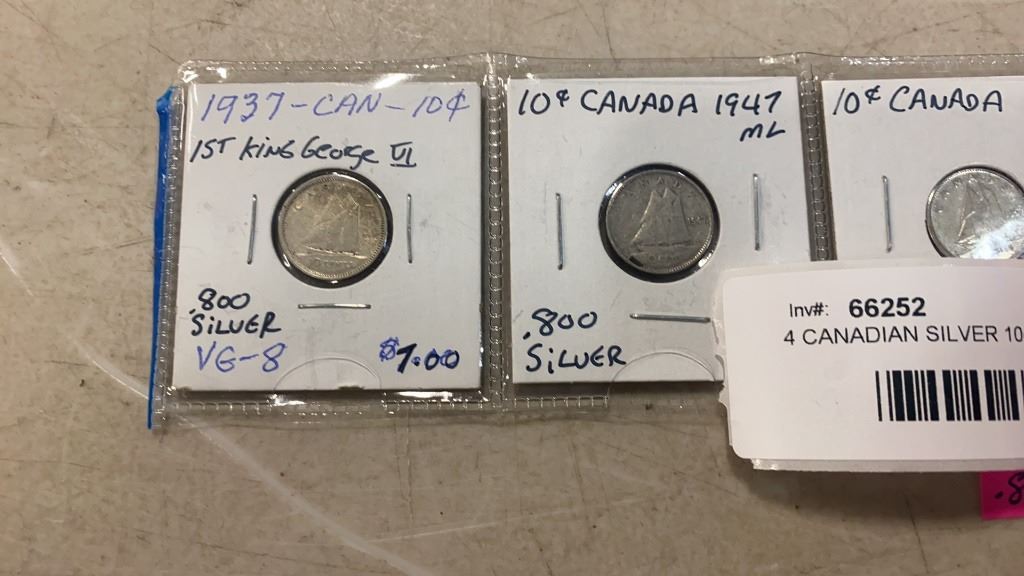 1937-CAN-10¢
1ST KING George VI
.800
SILVER
VG-8 $7.00
10¢ CANADA 1947
ML
.800
SILVER
10¢ CANADA
Inv#: 66252
4 CANADIAN SILVER 10
.8